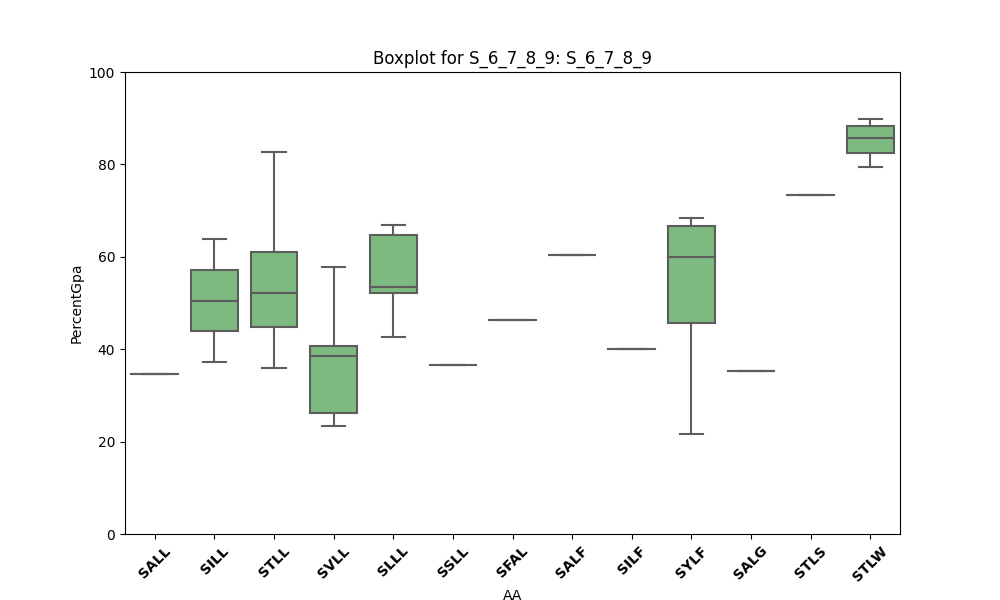 Boxplot for S_6_7_8_9: S_6_7_8_9
PercentGpa
100
80
60
40
20
0
SALL SILL STLL SVLL SLLL SSLL SFAL SALF SILF SYLF SALG STLS STLW
AA